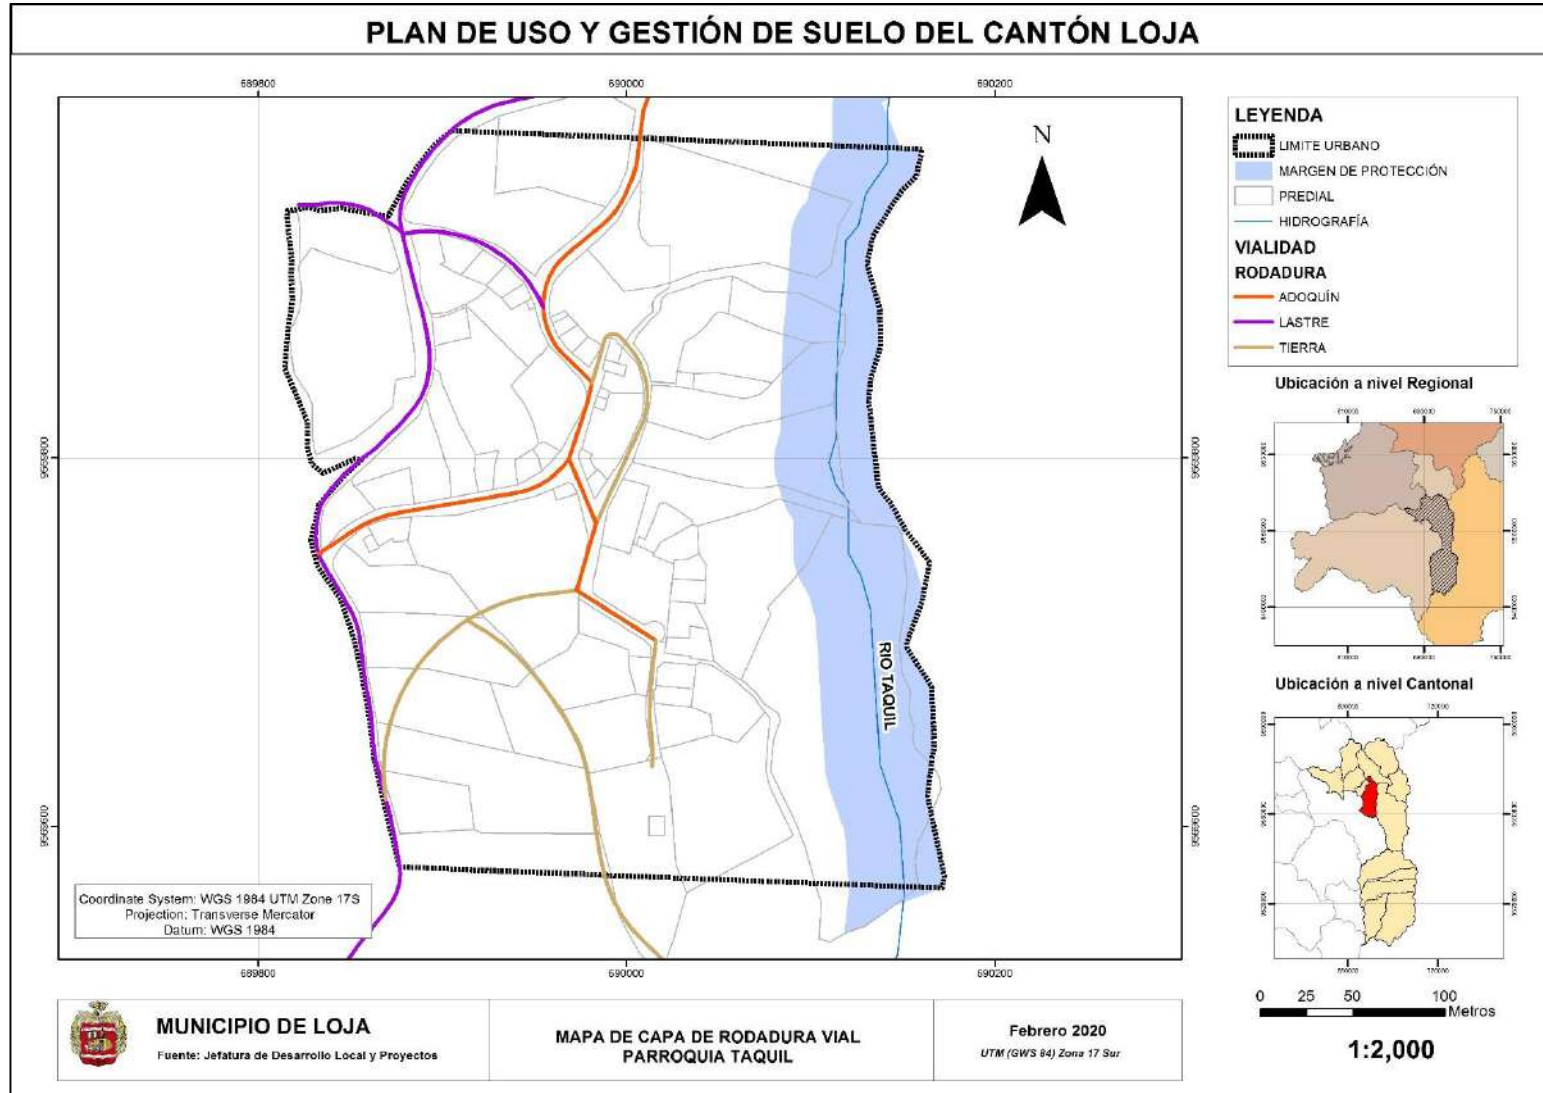 PLAN DE USO Y GESTIÓN DE SUELO DEL CANTÓN LOJA
689800
690000
690200
N
RIO TAQUIL
Coordinate System: WGS 1984 UTM Zone 17S
Projection: Transverse Mercator
Datum: WGS 1984
689800
690000
690200
LEYENDA
LIMITE URBANO
MARGEN DE PROTECCIÓN
PREDIAL
HIDROGRAFÍA
VIALIDAD
RODADURA
ADOQUÍN
LASTRE
TIERRA
Ubicación a nivel Regional
Ubicación a nivel Cantonal
0 25 50 100
Metros
1:2,000
MUNICIPIO DE LOJA
Fuente: Jefatura de Desarrollo Local y Proyectos
MAPA DE CAPA DE RODADURA VIAL
PARROQUIA TAQUIL
Febrero 2020
UTM (GWS 84) Zona 17 Sur